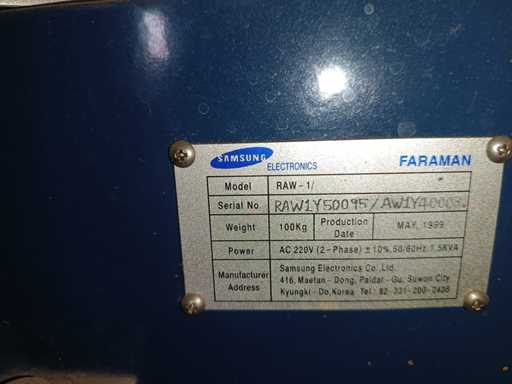 SAMSUNG ELECTRONICS FARAMAN
Model RAW-1/
Serial No. RAW1Y50095/AW1Y40003.
Weight 100Kg Production Date MAY, 1999
Power AC 220V (2-Phase) ±10%, 50/60Hz, 1.5KVA
Manufacturer Address Samsung Electronics Co.,Ltd.
416, Maetan-Dong, Paldal-Gu, Suwon City
Kyungki-Do, Korea Tel: 82-331-200-2436